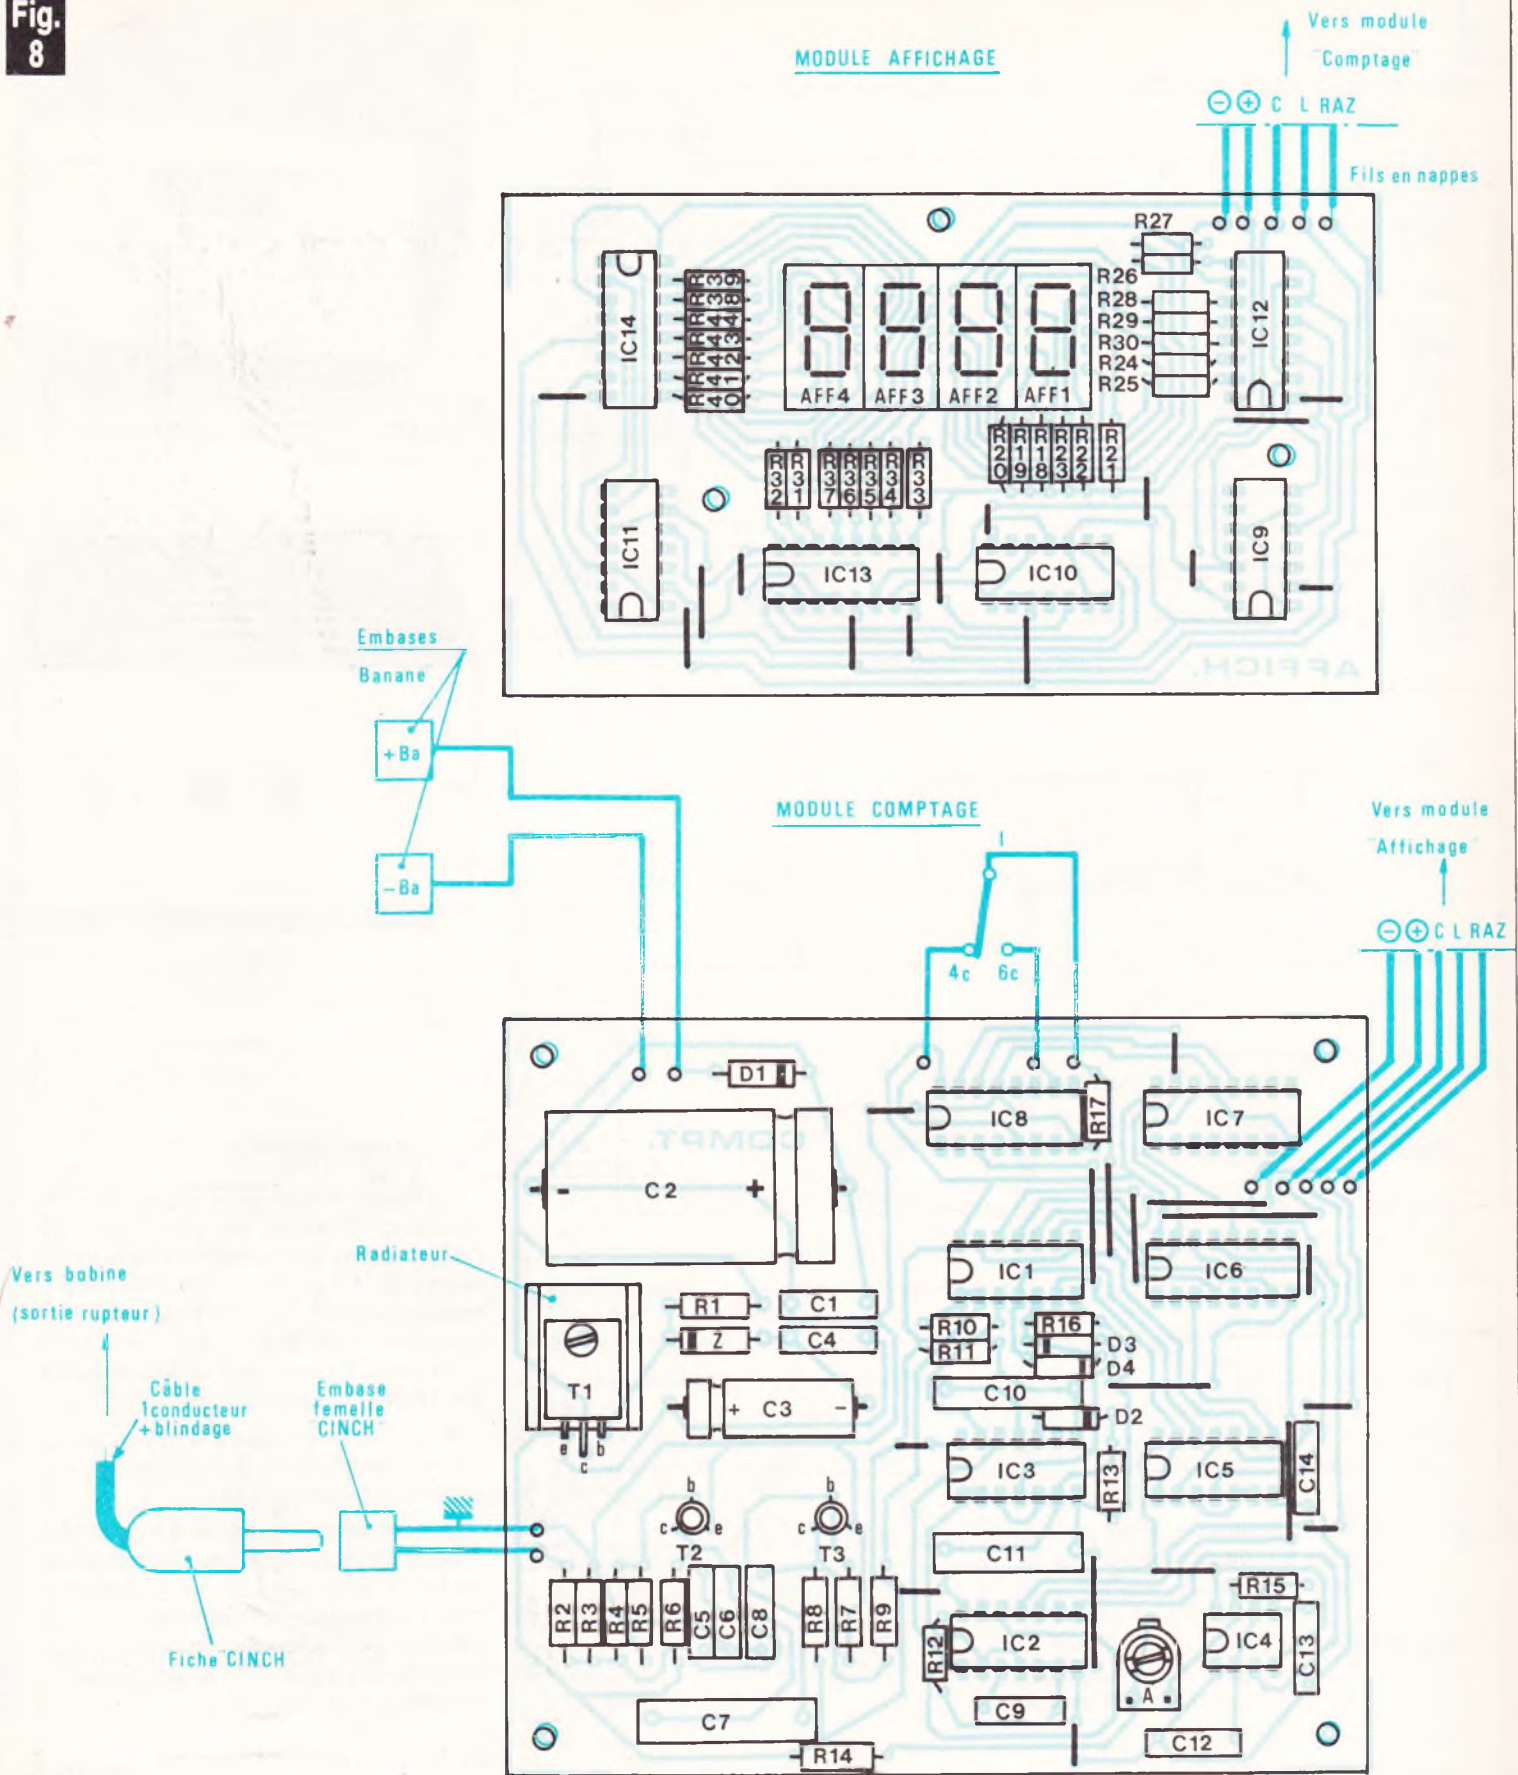 Fig.
8
MODULE AFFICHAGE
Vers module
"Comptage"
⊖ ⊕ C L RAZ
Fils en nappes
R27
R26
R28
R29
R30
R24
R25
IC14
R39
R38
R44
R43
R42
R41
R40
AFF4 AFF3 AFF2 AFF1
IC12
R32 R31 R37 R36 R35 R34 R33
R20 R19 R18 R23 R22 R21
IC11
IC13
IC10
IC9
AFFICH.
Embases
"Banane"
+Ba
-Ba
MODULE COMPTAGE
I
4c 6c
Vers module
"Affichage"
⊖ ⊕ C L RAZ
D1
IC8
R17
IC7
COMPT.
- C2 +
Radiateur
IC1
IC6
R1
C1
Z
C4
R10
R11
R16
D3
D4
T1
e c b
+ C3 -
C10
D2
IC3
R13
IC5
C14
Vers bobine
(sortie rupteur)
Câble
1conducteur
+blindage
Embase
femelle
"CINCH"
Fiche "CINCH"
b
c e
T2
b
c e
T3
C11
R2 R3 R4 R5 R6 C5 C6 C8 R8 R7 R9
R15
R12
IC2
A
IC4
C13
C7
C9
R14
C12